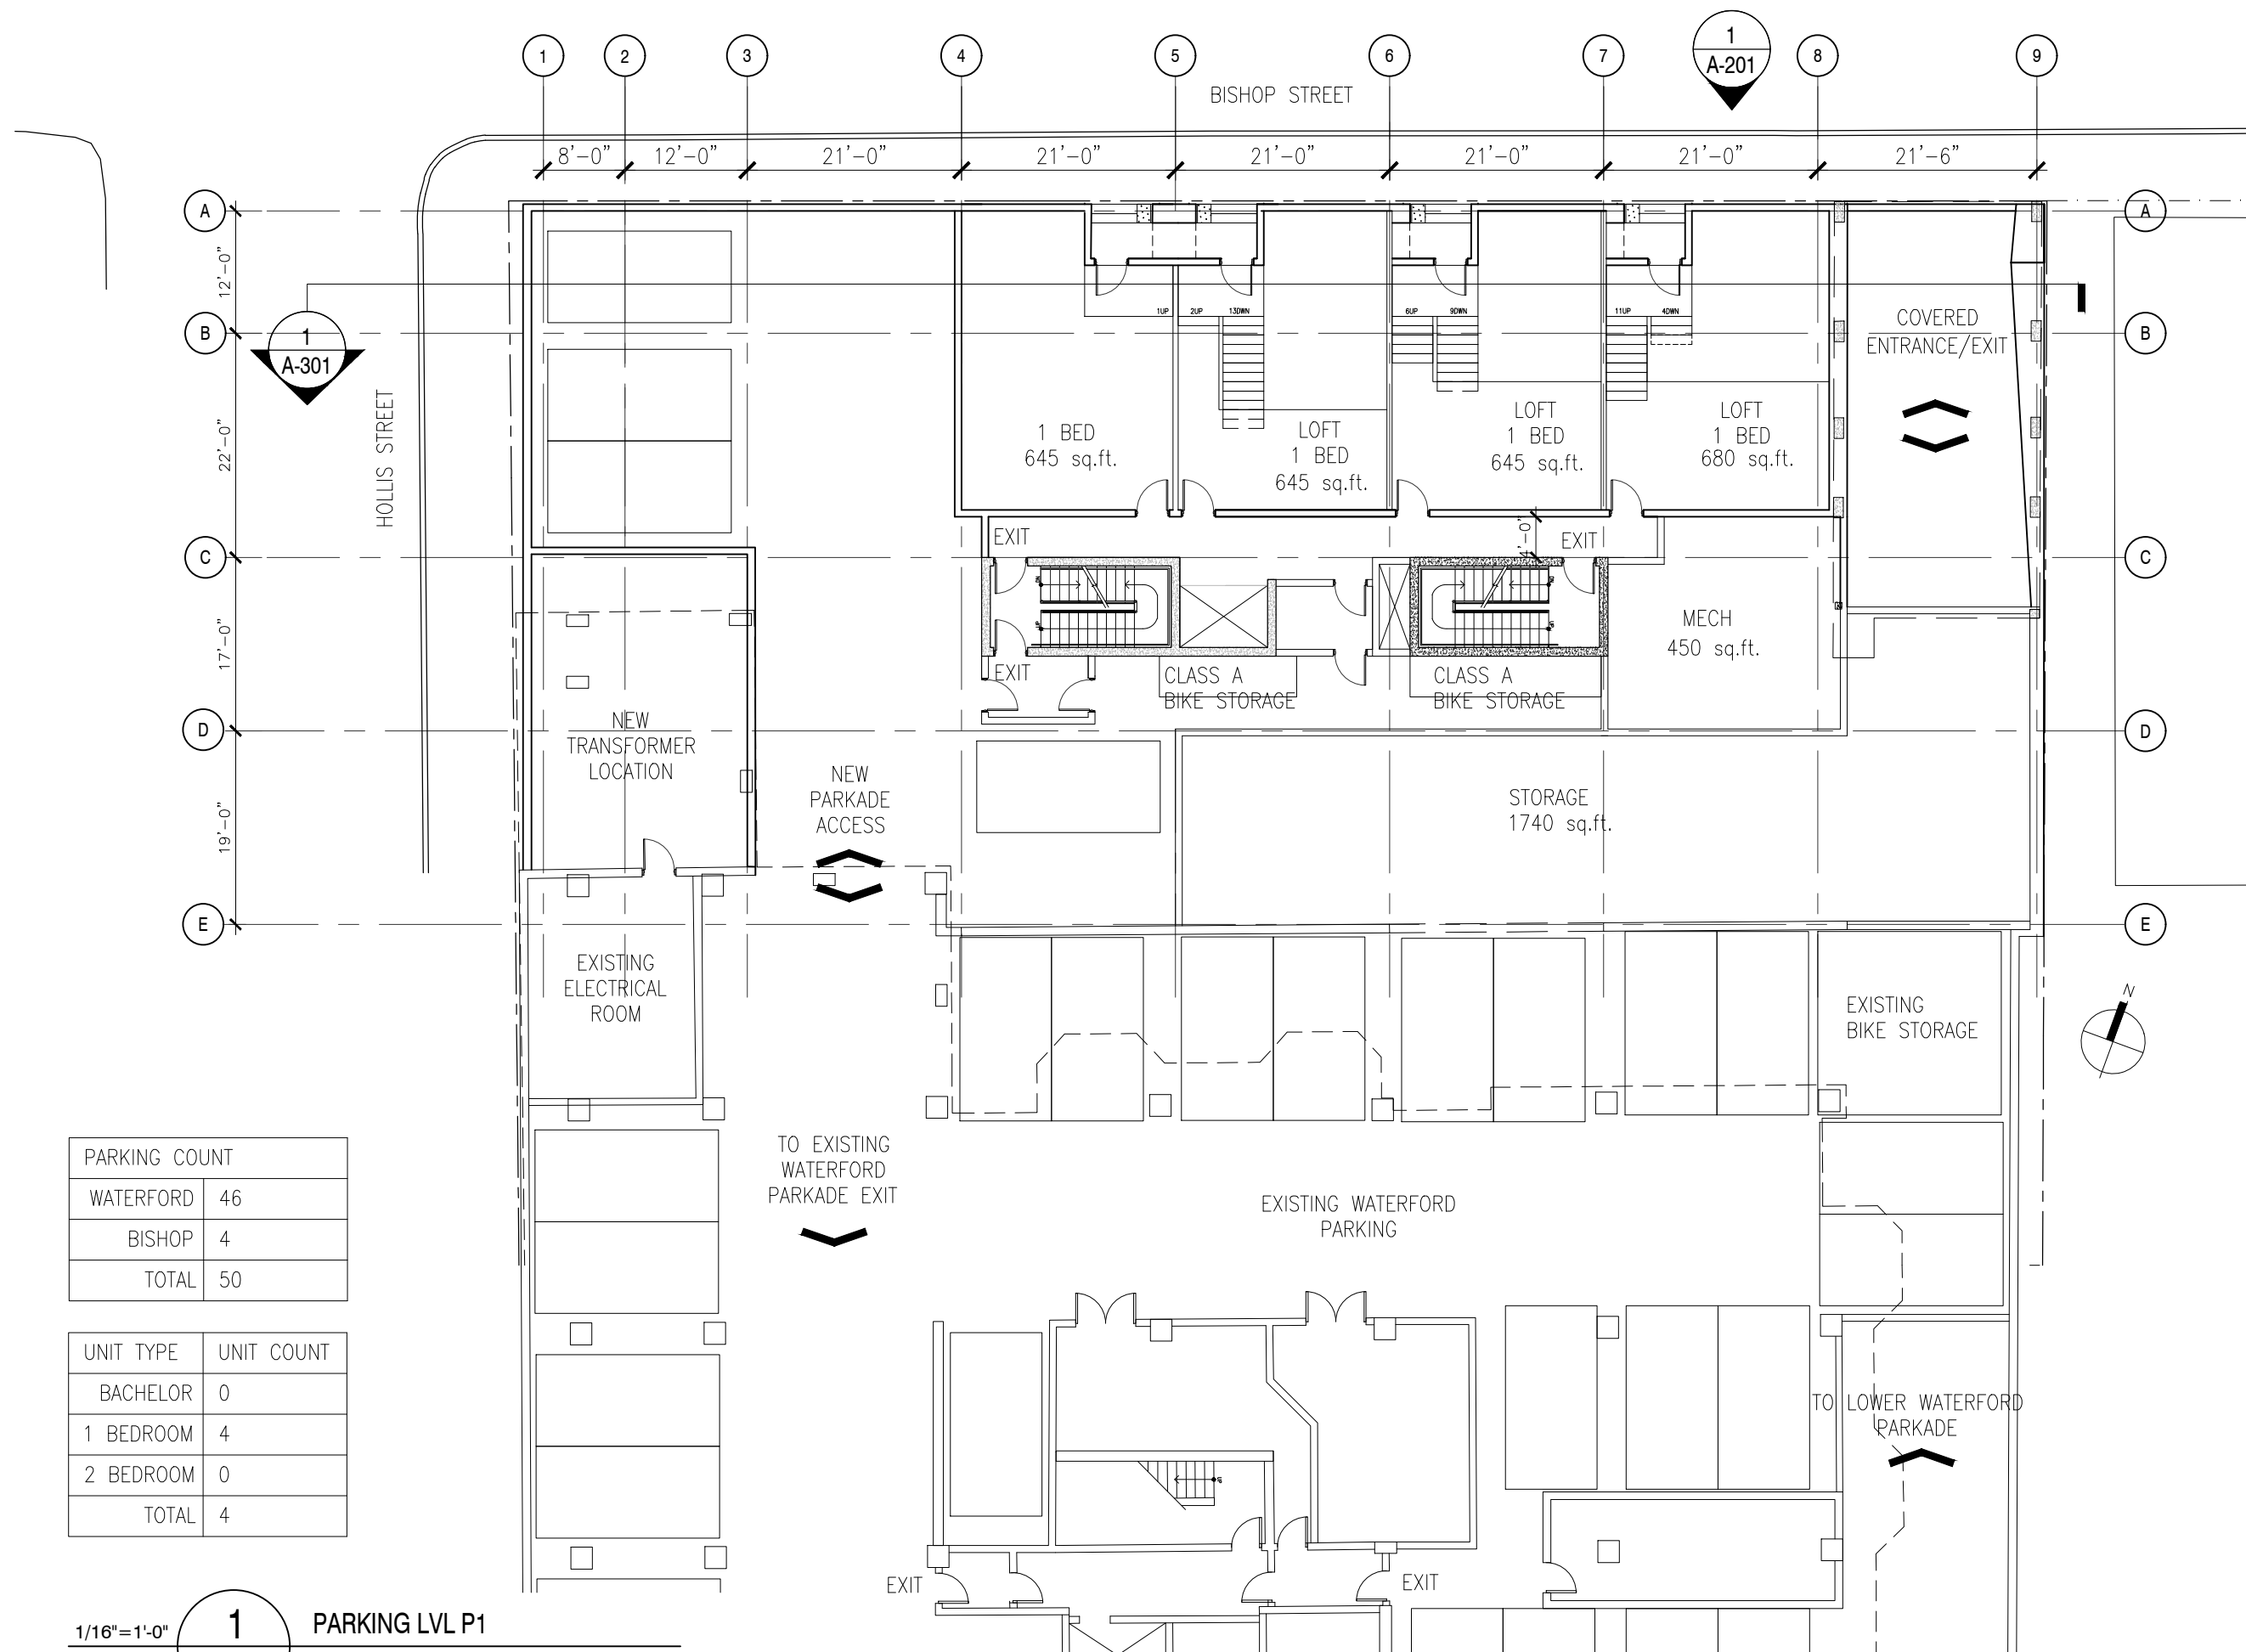 1
2
3
4
5
6
7
8
9
1
A-201
BISHOP STREET
8'-0"
12'-0"
21'-0"
21'-0"
21'-0"
21'-0"
21'-0"
21'-6"
A
A
12'-0"
B
B
1
A-301
HOLLIS STREET
22'-0"
1UP
2UP
13DWN
6UP
9DWN
11UP
4DWN
COVERED
ENTRANCE/EXIT
1 BED
645 sq.ft.
LOFT
1 BED
645 sq.ft.
LOFT
1 BED
645 sq.ft.
LOFT
1 BED
680 sq.ft.
EXIT
4'-0"
EXIT
C
C
17'-0"
MECH
450 sq.ft.
EXIT
CLASS A
BIKE STORAGE
CLASS A
BIKE STORAGE
D
D
NEW
TRANSFORMER
LOCATION
NEW
PARKADE
ACCESS
STORAGE
1740 sq.ft.
19'-0"
E
E
EXISTING
ELECTRICAL
ROOM
EXISTING
BIKE STORAGE
N
TO EXISTING
WATERFORD
PARKADE EXIT
EXISTING WATERFORD
PARKING
PARKING COUNT
WATERFORD 46
BISHOP 4
TOTAL 50
UNIT TYPE UNIT COUNT
BACHELOR 0
1 BEDROOM 4
2 BEDROOM 0
TOTAL 4
TO LOWER WATERFORD
PARKADE
EXIT
EXIT
1/16"=1'-0"
1
PARKING LVL P1